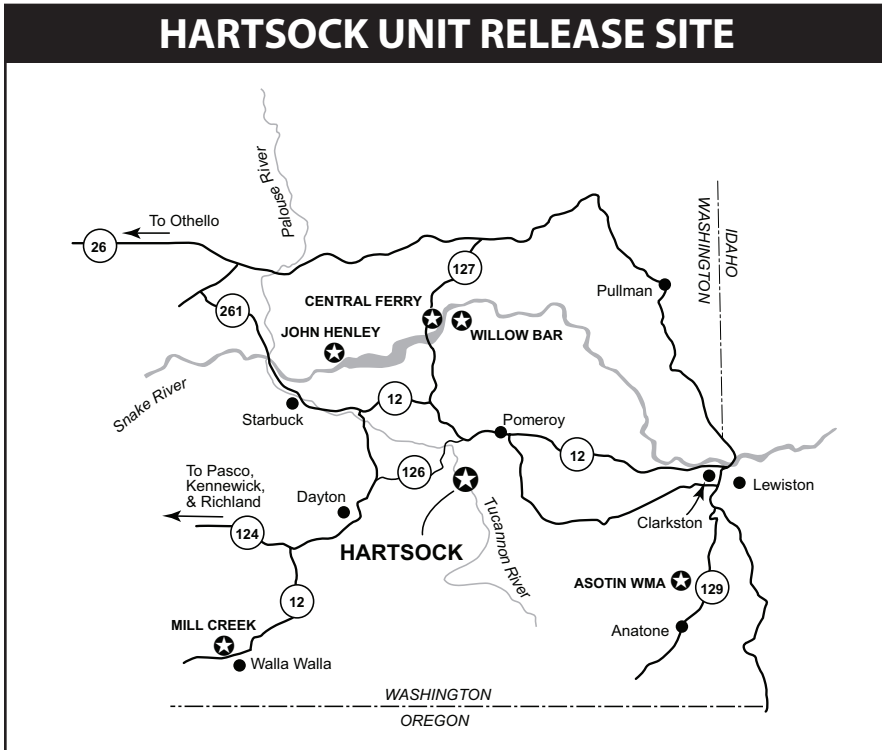 HARTSOCK UNIT RELEASE SITE
Palouse River
To Othello
26
WASHINGTON
IDAHO
127
Pullman
CENTRAL FERRY
261
JOHN HENLEY
WILLOW BAR
Snake River
12
Starbuck
Pomeroy
12
126
To Pasco,
Kennewick,
& Richland
Dayton
Lewiston
Tucannon River
Clarkston
124
HARTSOCK
ASOTIN WMA
129
12
MILL CREEK
Anatone
Walla Walla
WASHINGTON
OREGON